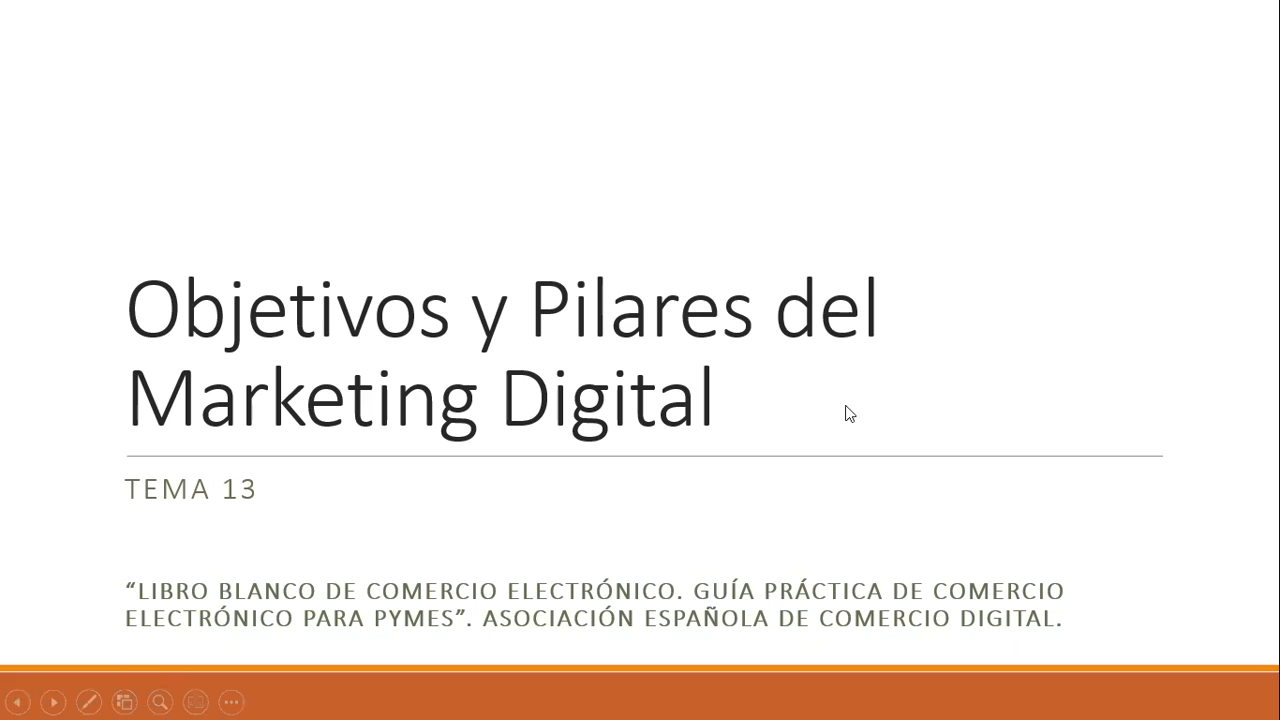 Objetivos y Pilares del
Marketing Digital
TEMA 13
“LIBRO BLANCO DE COMERCIO ELECTRÓNICO. GUÍA PRÁCTICA DE COMERCIO
ELECTRÓNICO PARA PYMES”. ASOCIACIÓN ESPAÑOLA DE COMERCIO DIGITAL.